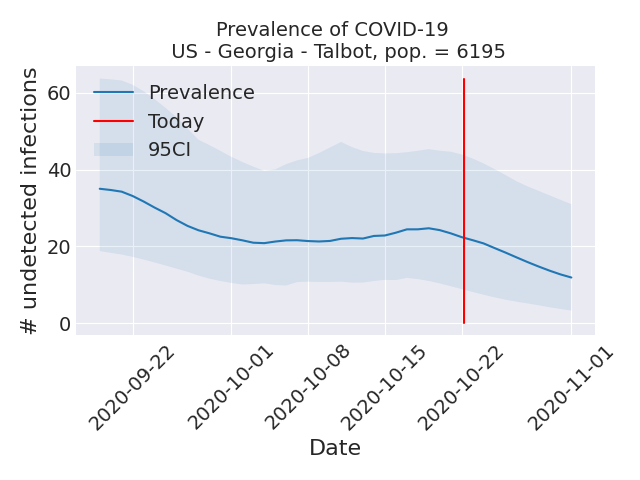 Prevalence of COVID-19
US - Georgia - Talbot, pop. = 6195
# undetected infections
60
40
20
0
Prevalence
Today
95CI
2020-09-22
2020-10-01
2020-10-08
2020-10-15
2020-10-22
2020-11-01
Date